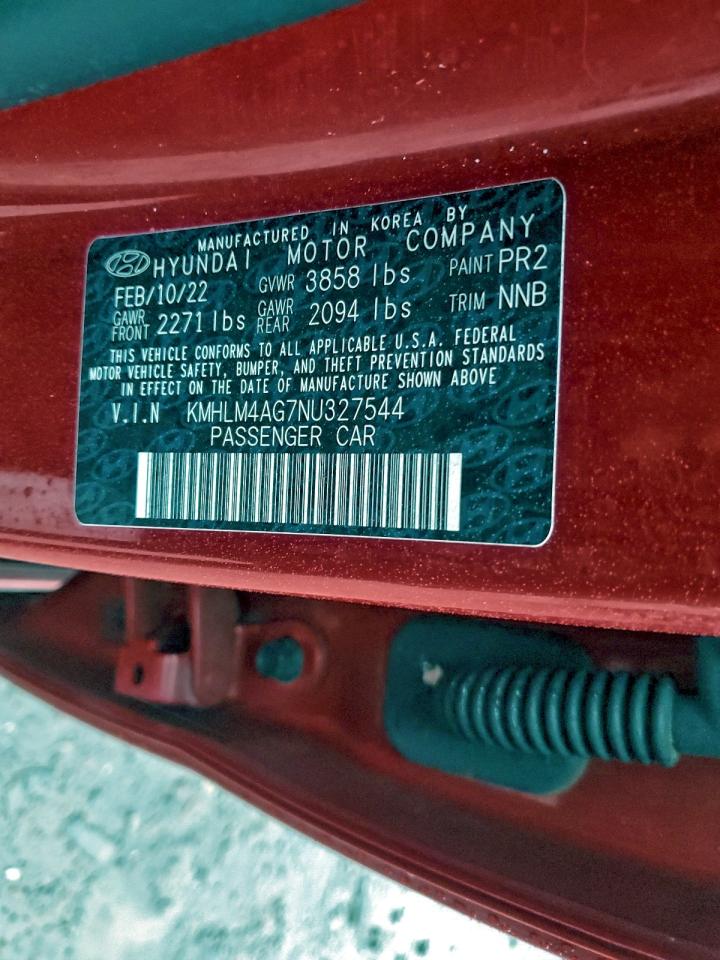 MANUFACTURED IN KOREA BY
HYUNDAI MOTOR COMPANY
FEB/10/22 GVWR 3858 lbs PAINT PR2
GAWR FRONT 2271 lbs GAWR REAR 2094 lbs TRIM NNB
THIS VEHICLE CONFORMS TO ALL APPLICABLE U.S.A. FEDERAL
MOTOR VEHICLE SAFETY, BUMPER, AND THEFT PREVENTION STANDARDS
IN EFFECT ON THE DATE OF MANUFACTURE SHOWN ABOVE
V.I.N KMHLM4AG7NU327544
PASSENGER CAR